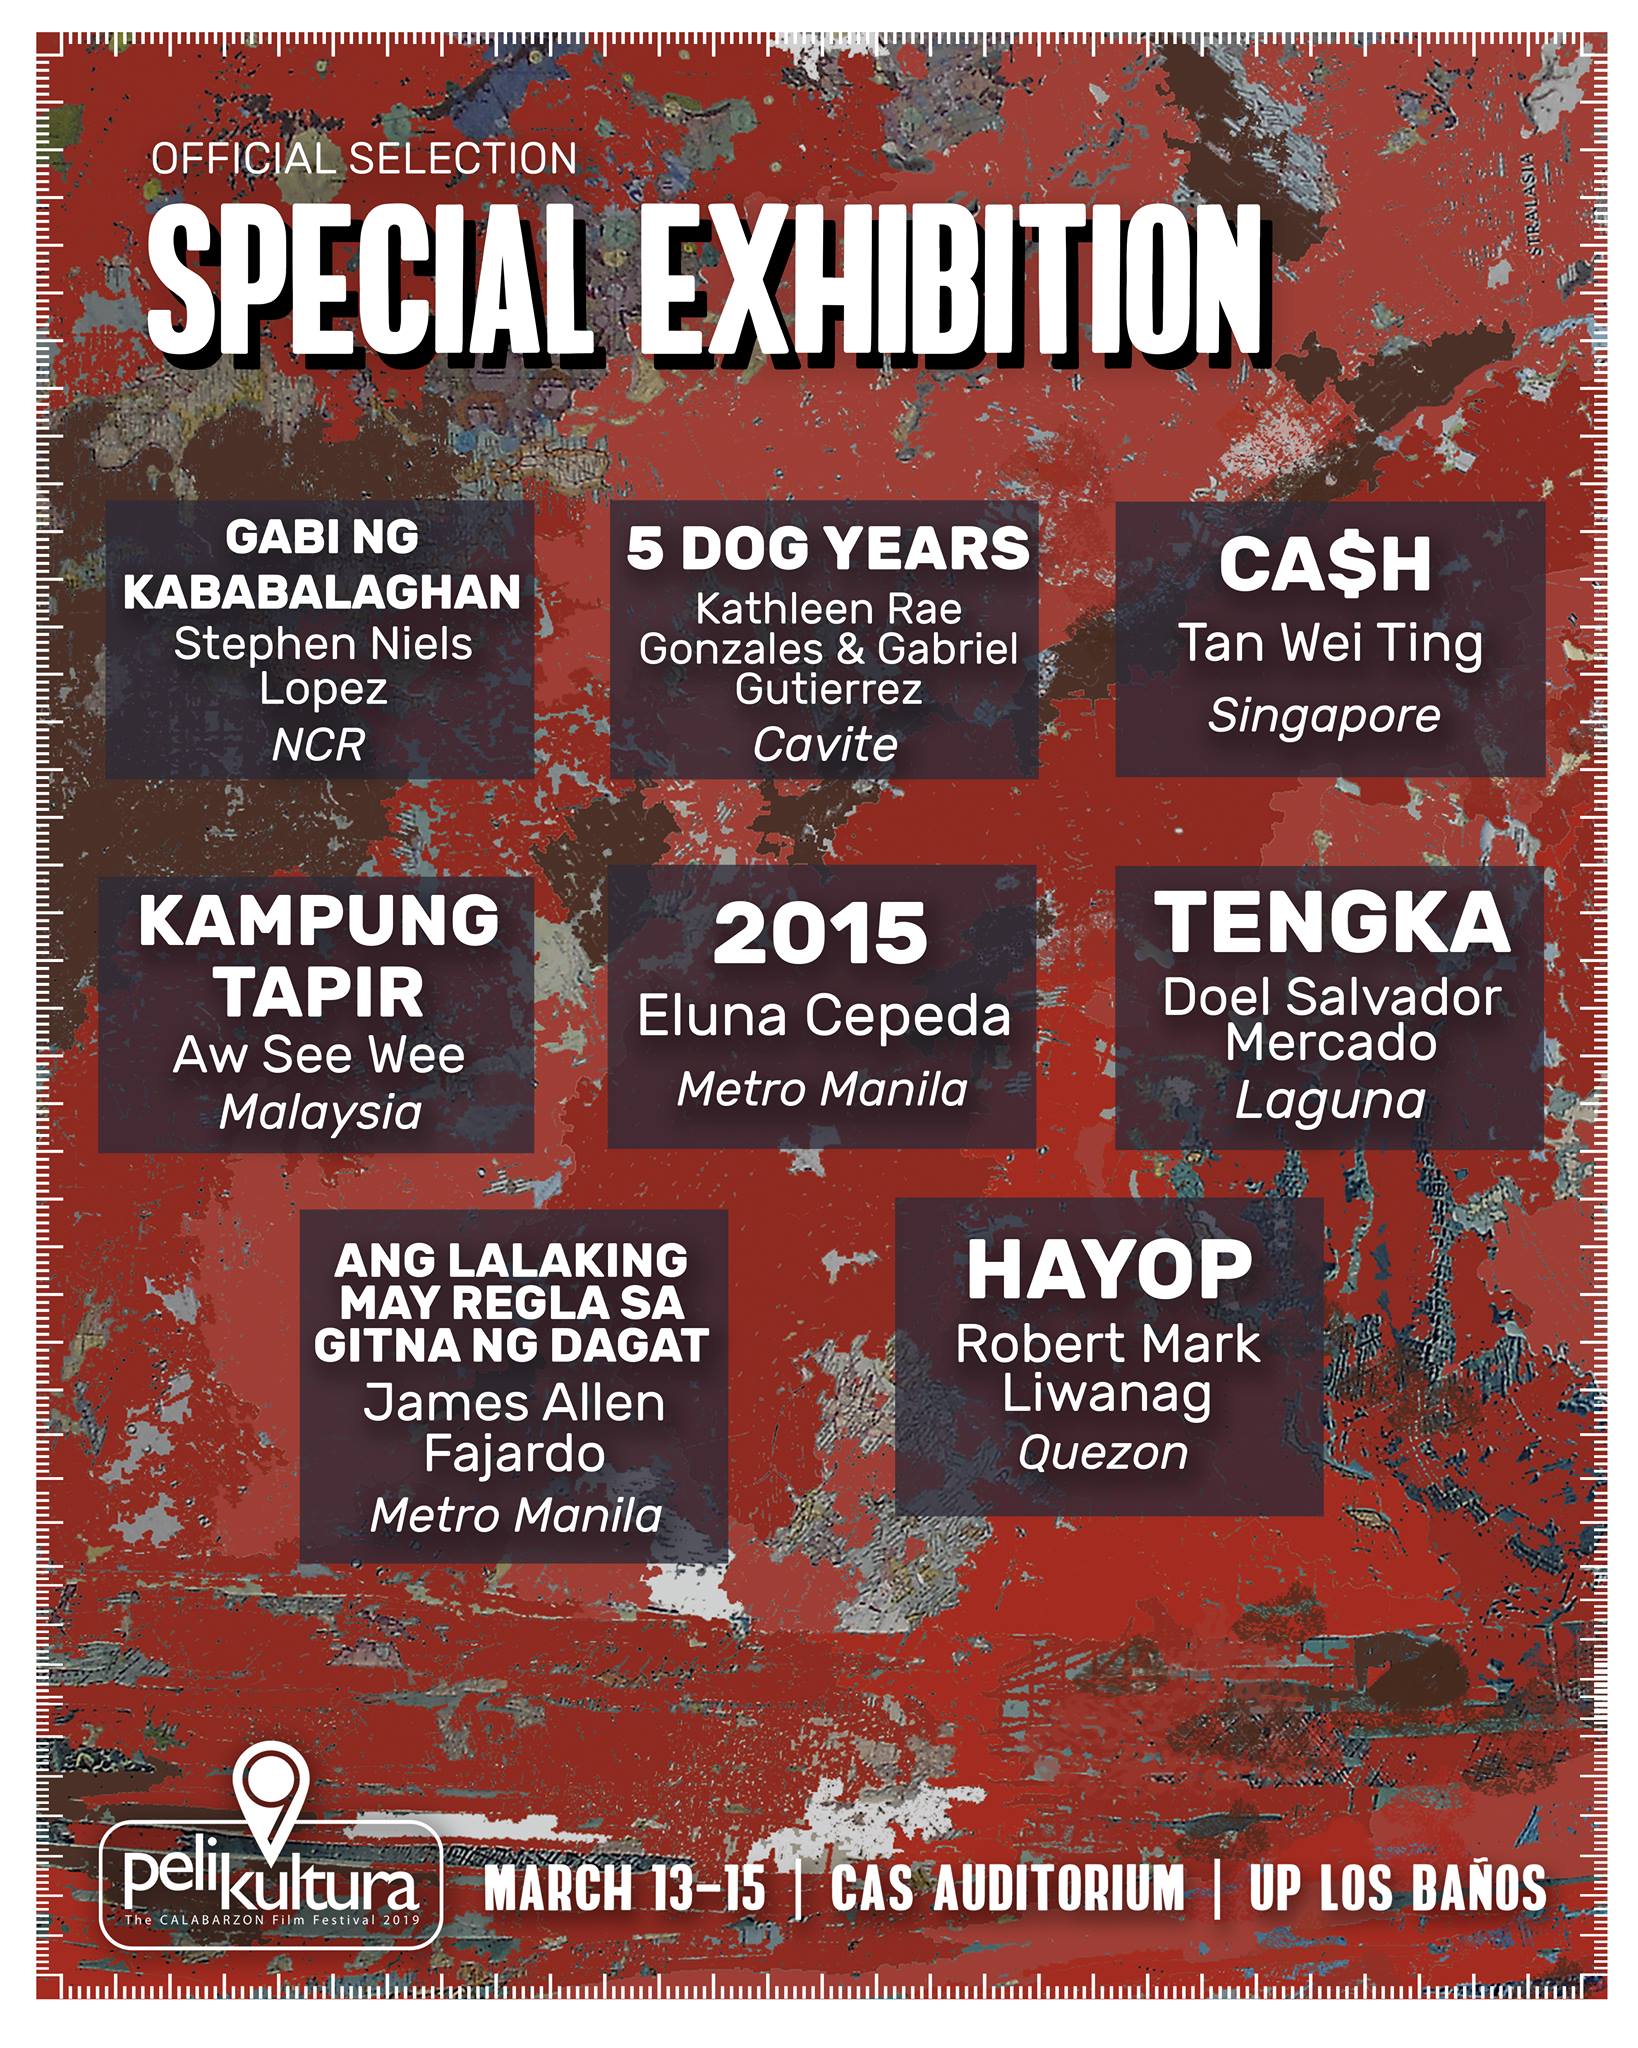 STRALASIA
OFFICIAL SELECTION
SPECIAL EXHIBITION
GABI NG
KABABALAGHAN
Stephen Niels
Lopez
NCR
5 DOG YEARS
Kathleen Rae
Gonzales & Gabriel
Gutierrez
Cavite
CA$H
Tan Wei Ting
Singapore
KAMPUNG
TAPIR
Aw See Wee
Malaysia
2015
Eluna Cepeda
Metro Manila
TENGKA
Doel Salvador
Mercado
Laguna
ANG LALAKING
MAY REGLA SA
GITNA NG DAGAT
James Allen
Fajardo
Metro Manila
HAYOP
Robert Mark
Liwanag
Quezon
pelikultura
The CALABARZON Film Festival 2019
MARCH 13-15 | CAS AUDITORIUM | UP LOS BAÑOS